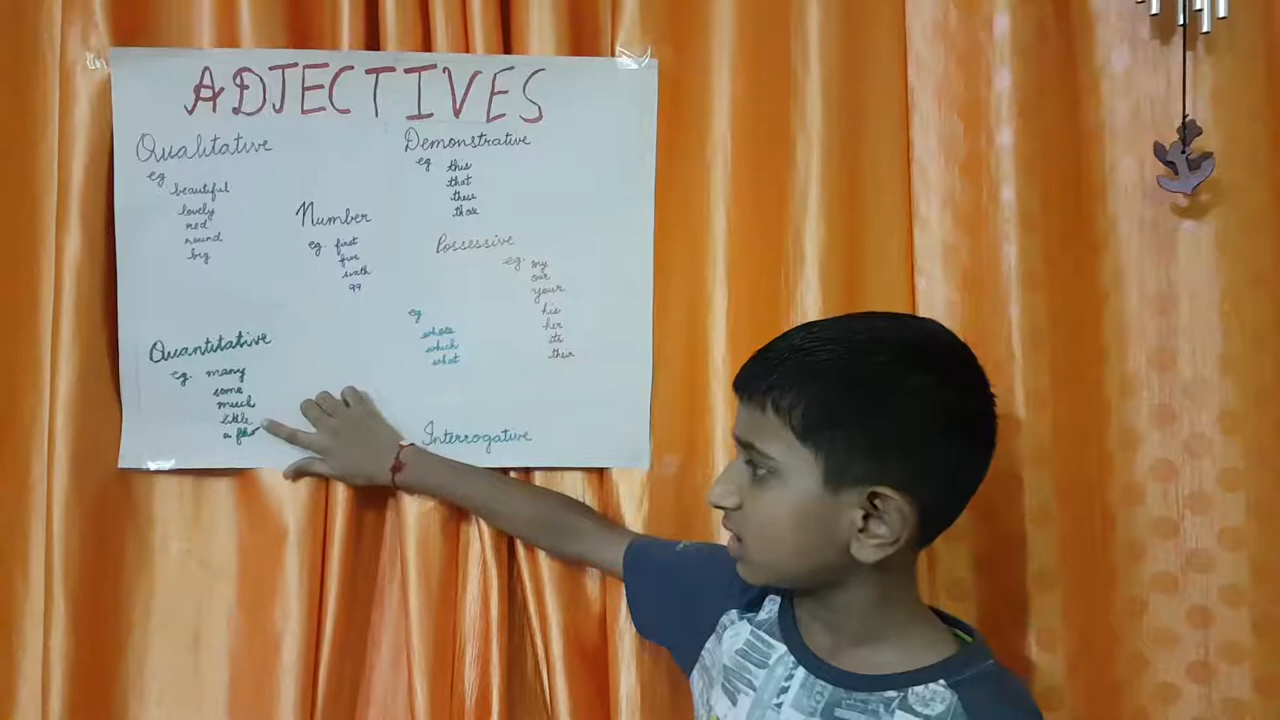 ADJECTIVES
Qualitative
eg
beautiful
lovely
red
round
big
Number
eg. first
five
sixth
99
Demonstrative
eg this
that
these
those
Possessive
eg. my
our
your
his
her
its
their
Quantitative
eg. many
some
much
little
a few
eg
whose
which
what
Interrogative